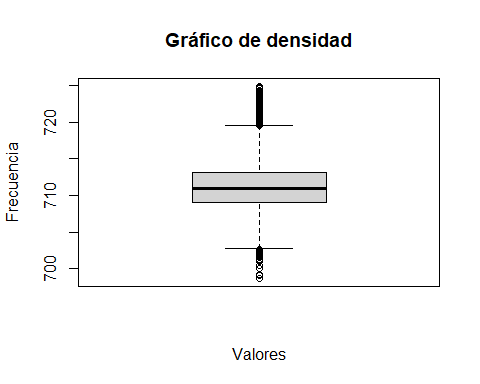 Gráfico de densidad
Frecuencia
720
710
700
Valores